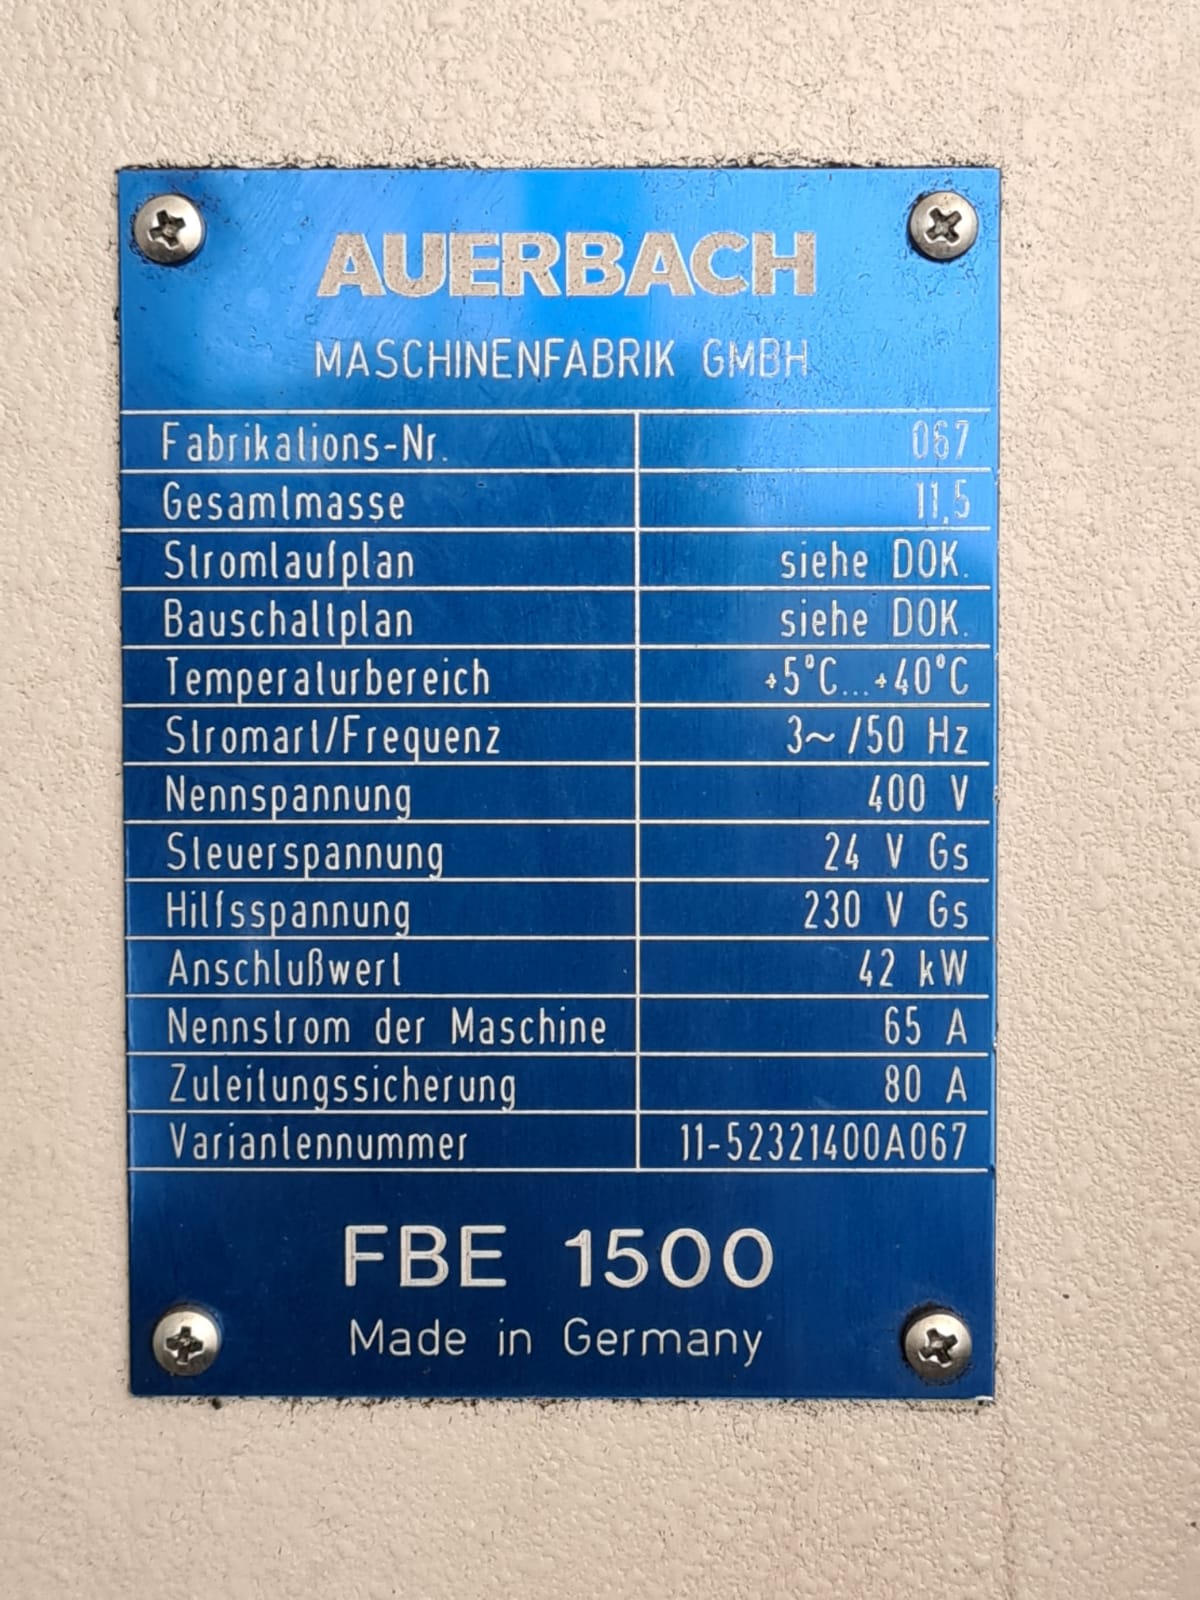 AUERBACH
MASCHINENFABRIK GMBH
Fabrikations-Nr. 067
Gesamtmasse 11,5
Stromlaufplan siehe DOK.
Bauschaltplan siehe DOK.
Temperaturbereich +5°C...+40°C
Stromart/Frequenz 3~ /50 Hz
Nennspannung 400 V
Steuerspannung 24 V Gs
Hilfsspannung 230 V Gs
Anschlußwert 42 kW
Nennstrom der Maschine 65 A
Zuleitungssicherung 80 A
Variantennummer 11-52321400A067
FBE 1500
Made in Germany